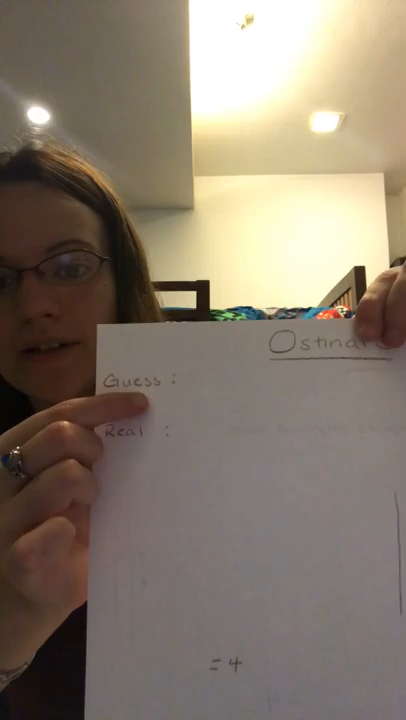 Ostinato
Guess :
Real :
= 4